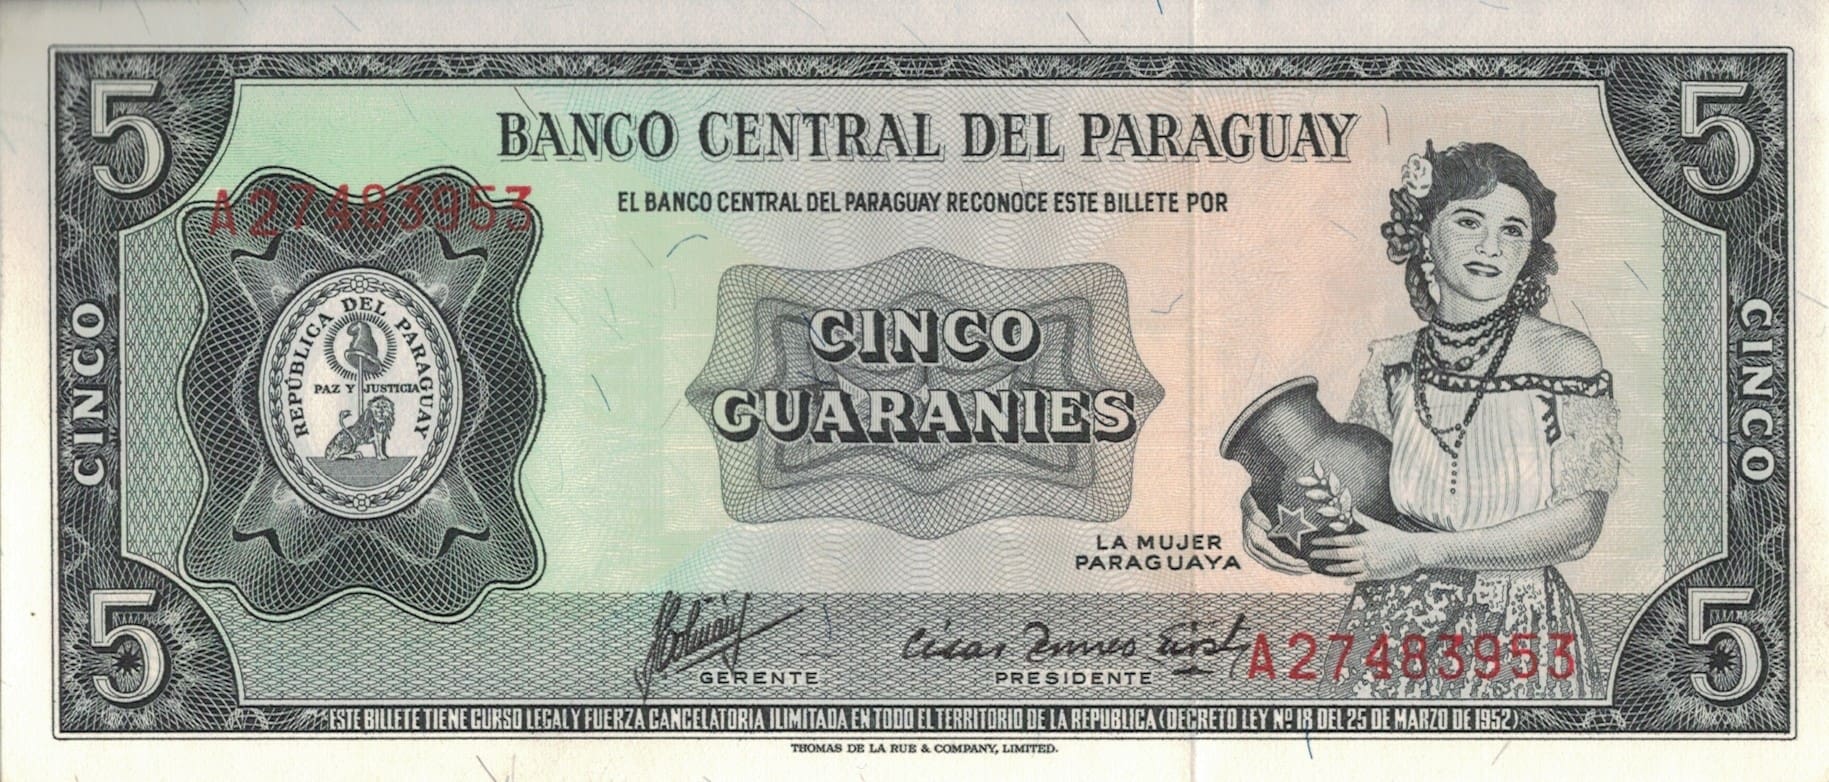 5
5
BANCO CENTRAL DEL PARAGUAY
A27483953
EL BANCO CENTRAL DEL PARAGUAY RECONOCE ESTE BILLETE POR
REPÚBLICA DEL PARAGUAY
PAZ Y JUSTICIA
CINCO
CINCO
GUARANIES
CINCO
LA MUJER
PARAGUAYA
5
5
A27483953
GERENTE
PRESIDENTE
ESTE BILLETE TIENE CURSO LEGAL Y FUERZA CANCELATORIA ILIMITADA EN TODO EL TERRITORIO DE LA REPUBLICA (DECRETO LEY Nº 18 DEL 25 DE MARZO DE 1952)
THOMAS DE LA RUE & COMPANY, LIMITED.